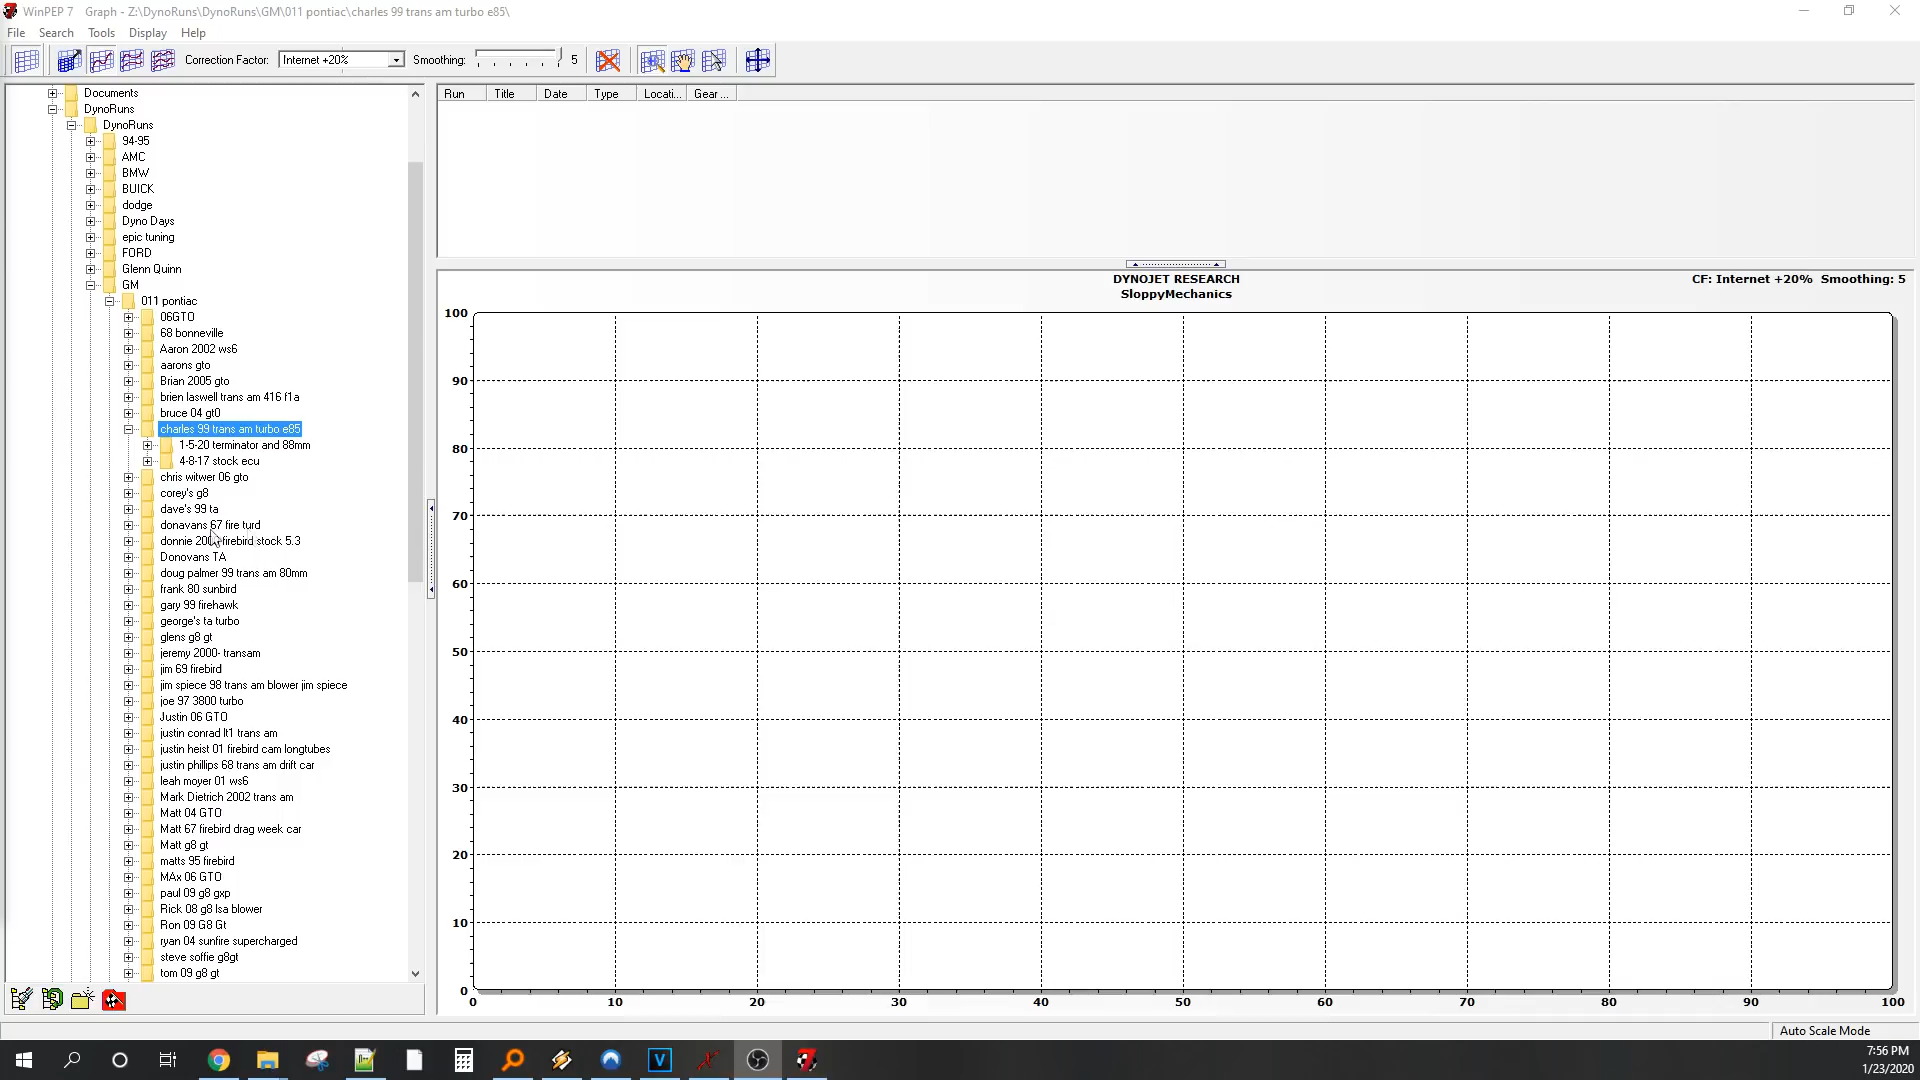 WinPEP 7   Graph - Z:\DynoRuns\DynoRuns\GM\011 pontiac\charles 99 trans am turbo e85\
File Search Tools Display Help
Correction Factor: Internet +20% Smoothing: 5
Documents
DynoRuns
DynoRuns
94-95
AMC
BMW
BUICK
dodge
Dyno Days
epic tuning
FORD
Glenn Quinn
GM
011 pontiac
06GTO
68 bonneville
Aaron 2002 ws6
aarons gto
Brian 2005 gto
brien laswell trans am 416 f1a
bruce 04 gt0
charles 99 trans am turbo e85
1-5-20 terminator and 88mm
4-8-17 stock ecu
chris witwer 06 gto
corey's g8
dave's 99 ta
donavans 67 fire turd
donnie firebird stock 5.3
Donovans TA
doug palmer 99 trans am 80mm
frank 80 sunbird
gary 99 firehawk
george's ta turbo
glens g8 gt
jeremy 2000- transam
jim 69 firebird
jim spiece 98 trans am blower jim spiece
joe 97 3800 turbo
Justin 06 GTO
justin conrad lt1 trans am
justin heist 01 firebird cam longtubes
justin phillips 68 trans am drift car
leah moyer 01 ws6
Mark Dietrich 2002 trans am
Matt 04 GTO
Matt 67 firebird drag week car
Matt g8 gt
matts 95 firebird
MAx 06 GTO
paul 09 g8 gxp
Rick 08 g8 lsa blower
Ron 09 G8 Gt
ryan 04 sunfire supercharged
steve soffie g8gt
tom 09 g8 gt
Run Title Date Type Locati... Gear ...
DYNOJET RESEARCH
SloppyMechanics
CF: Internet +20%  Smoothing: 5
100
90
80
70
60
50
40
30
20
10
0
0 10 20 30 40 50 60 70 80 90 100
Auto Scale Mode
7:56 PM
1/23/2020